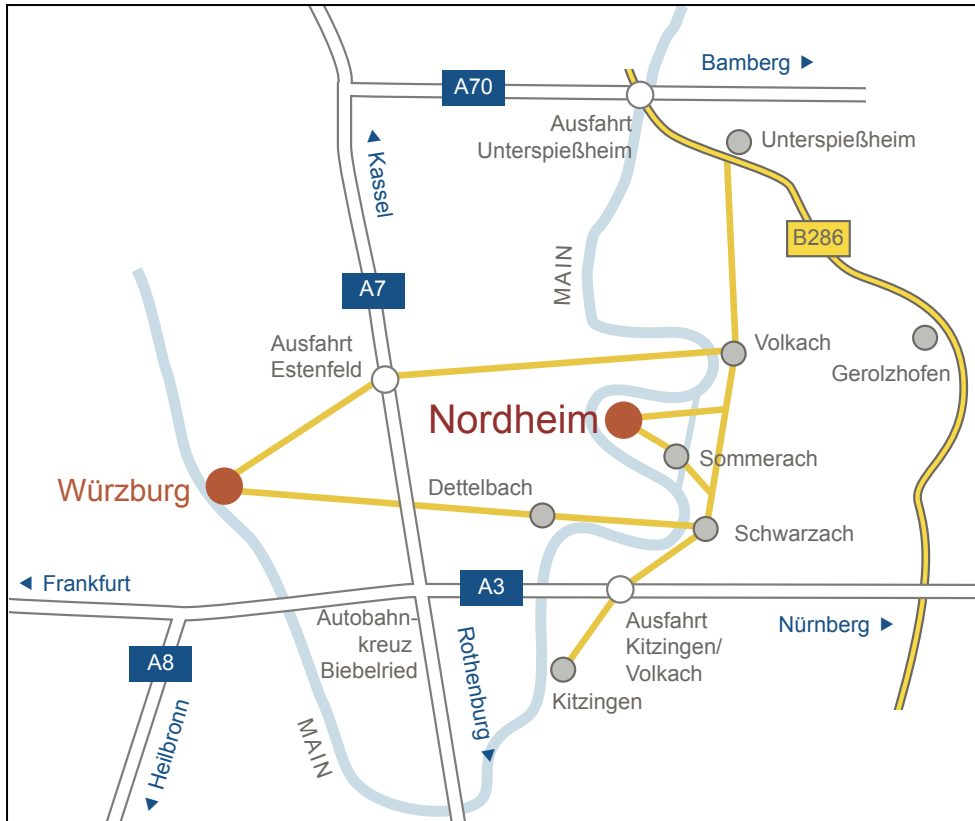 Bamberg
A70
Ausfahrt
Unterspießheim
Unterspießheim
Kassel
B286
MAIN
A7
Ausfahrt
Estenfeld
Volkach
Gerolzhofen
Nordheim
Sommerach
Würzburg
Dettelbach
Schwarzach
Frankfurt
A3
Autobahn-
kreuz
Biebelried
Rothenburg
Ausfahrt
Kitzingen/
Volkach
Nürnberg
A8
Kitzingen
Heilbronn
MAIN